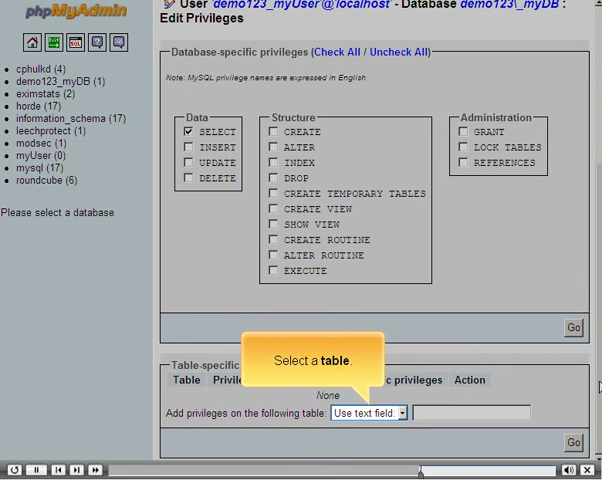 phpMyAdmin
User 'demo123_myUser'@'localhost' - Database demo123\_myDB :
Edit Privileges
SQL
cphulkd (4)
demo123_myDB (1)
eximstats (2)
horde (17)
information_schema (17)
leechprotect (1)
modsec (1)
myUser (0)
mysql (17)
roundcube (6)
Please select a database
Database-specific privileges (Check All / Uncheck All)
Note: MySQL privilege names are expressed in English
Data
SELECT
INSERT
UPDATE
DELETE
Structure
CREATE
ALTER
INDEX
DROP
CREATE TEMPORARY TABLES
CREATE VIEW
SHOW VIEW
CREATE ROUTINE
ALTER ROUTINE
EXECUTE
Administration
GRANT
LOCK TABLES
REFERENCES
Go
Select a table.
Table-specific
Table Privile c privileges Action
None
Add privileges on the following table: Use text field:
Go